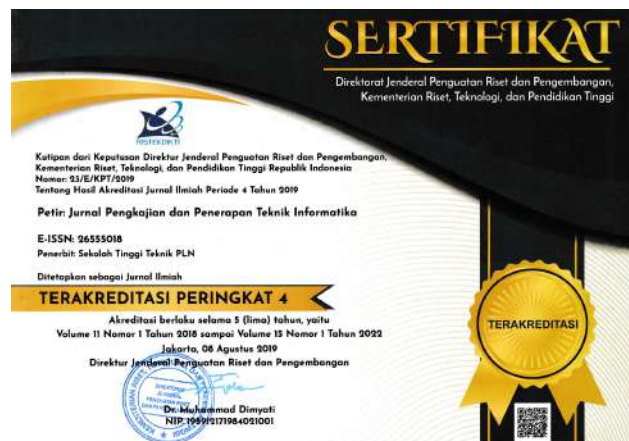 SERTIFIKAT
Direktorat Jenderal Penguatan Riset dan Pengembangan,
Kementerian Riset, Teknologi, dan Pendidikan Tinggi
RISTEKDIKTI
Kutipan dari Keputusan Direktur Jenderal Penguatan Riset dan Pengembangan,
Kementerian Riset, Teknologi, dan Pendidikan Tinggi Republik Indonesia
Nomor: 23/E/KPT/2019
Tentang Hasil Akreditasi Jurnal Ilmiah Periode 4 Tahun 2019
Petir: Jurnal Pengkajian dan Penerapan Teknik Informatika
E-ISSN: 26555018
Penerbit: Sekolah Tinggi Teknik PLN
Ditetapkan sebagai Jurnal Ilmiah
TERAKREDITASI PERINGKAT 4
TERAKREDITASI
Akreditasi berlaku selama 5 (lima) tahun, yaitu
Volume 11 Nomor 1 Tahun 2018 sampai Volume 15 Nomor 1 Tahun 2022
Jakarta, 08 Agustus 2019
Direktur Jenderal Penguatan Riset dan Pengembangan
Dr. Muhammad Dimyati
NIP. 195912171984021001